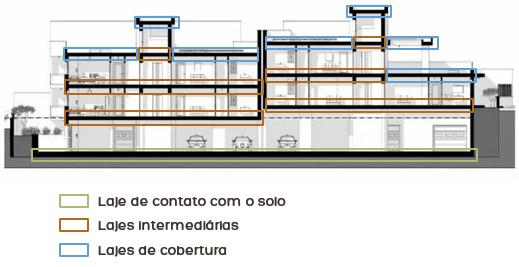 Laje de contato com o solo
Lajes intermediárias
Lajes de cobertura